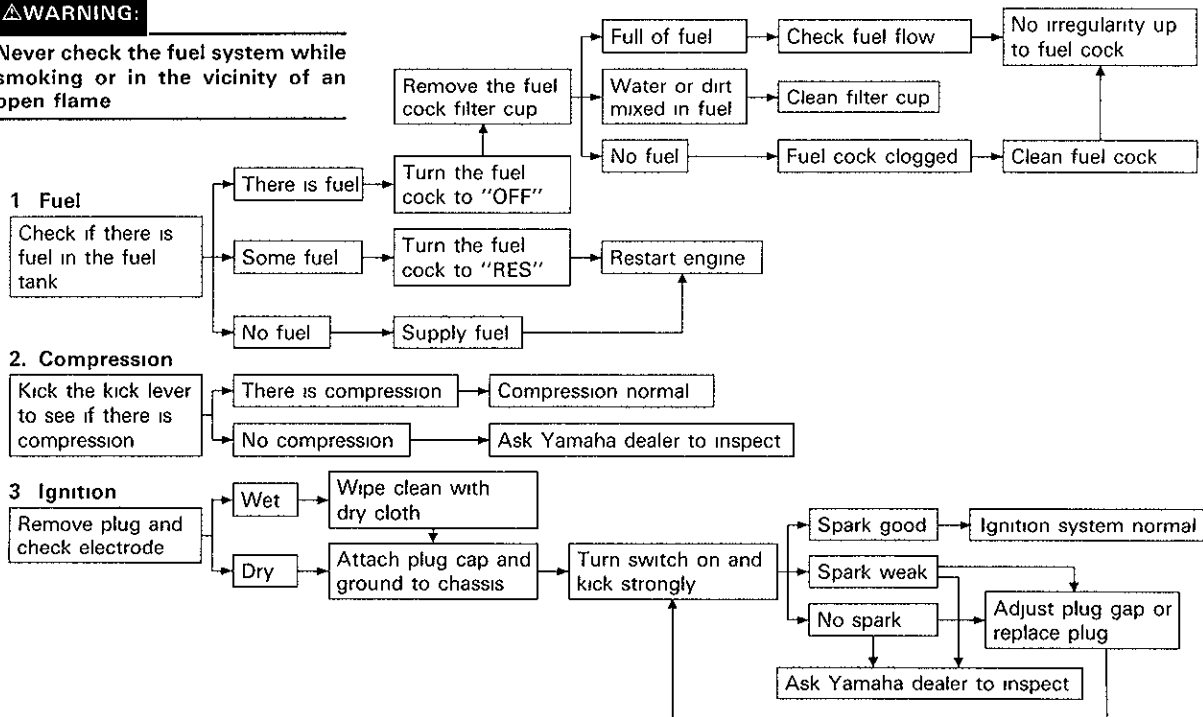 ⚠WARNING:
Never check the fuel system while
smoking or in the vicinity of an
open flame
1 Fuel
Check if there is
fuel in the fuel
tank
There is fuel
Turn the fuel
cock to "OFF"
Remove the fuel
cock filter cup
Full of fuel
Check fuel flow
No irregularity up
to fuel cock
Water or dirt
mixed in fuel
Clean filter cup
No fuel
Fuel cock clogged
Clean fuel cock
Some fuel
Turn the fuel
cock to "RES"
Restart engine
No fuel
Supply fuel
2. Compression
Kick the kick lever
to see if there is
compression
There is compression
Compression normal
No compression
Ask Yamaha dealer to inspect
3 Ignition
Remove plug and
check electrode
Wet
Wipe clean with
dry cloth
Dry
Attach plug cap and
ground to chassis
Turn switch on and
kick strongly
Spark good
Ignition system normal
Spark weak
No spark
Adjust plug gap or
replace plug
Ask Yamaha dealer to inspect